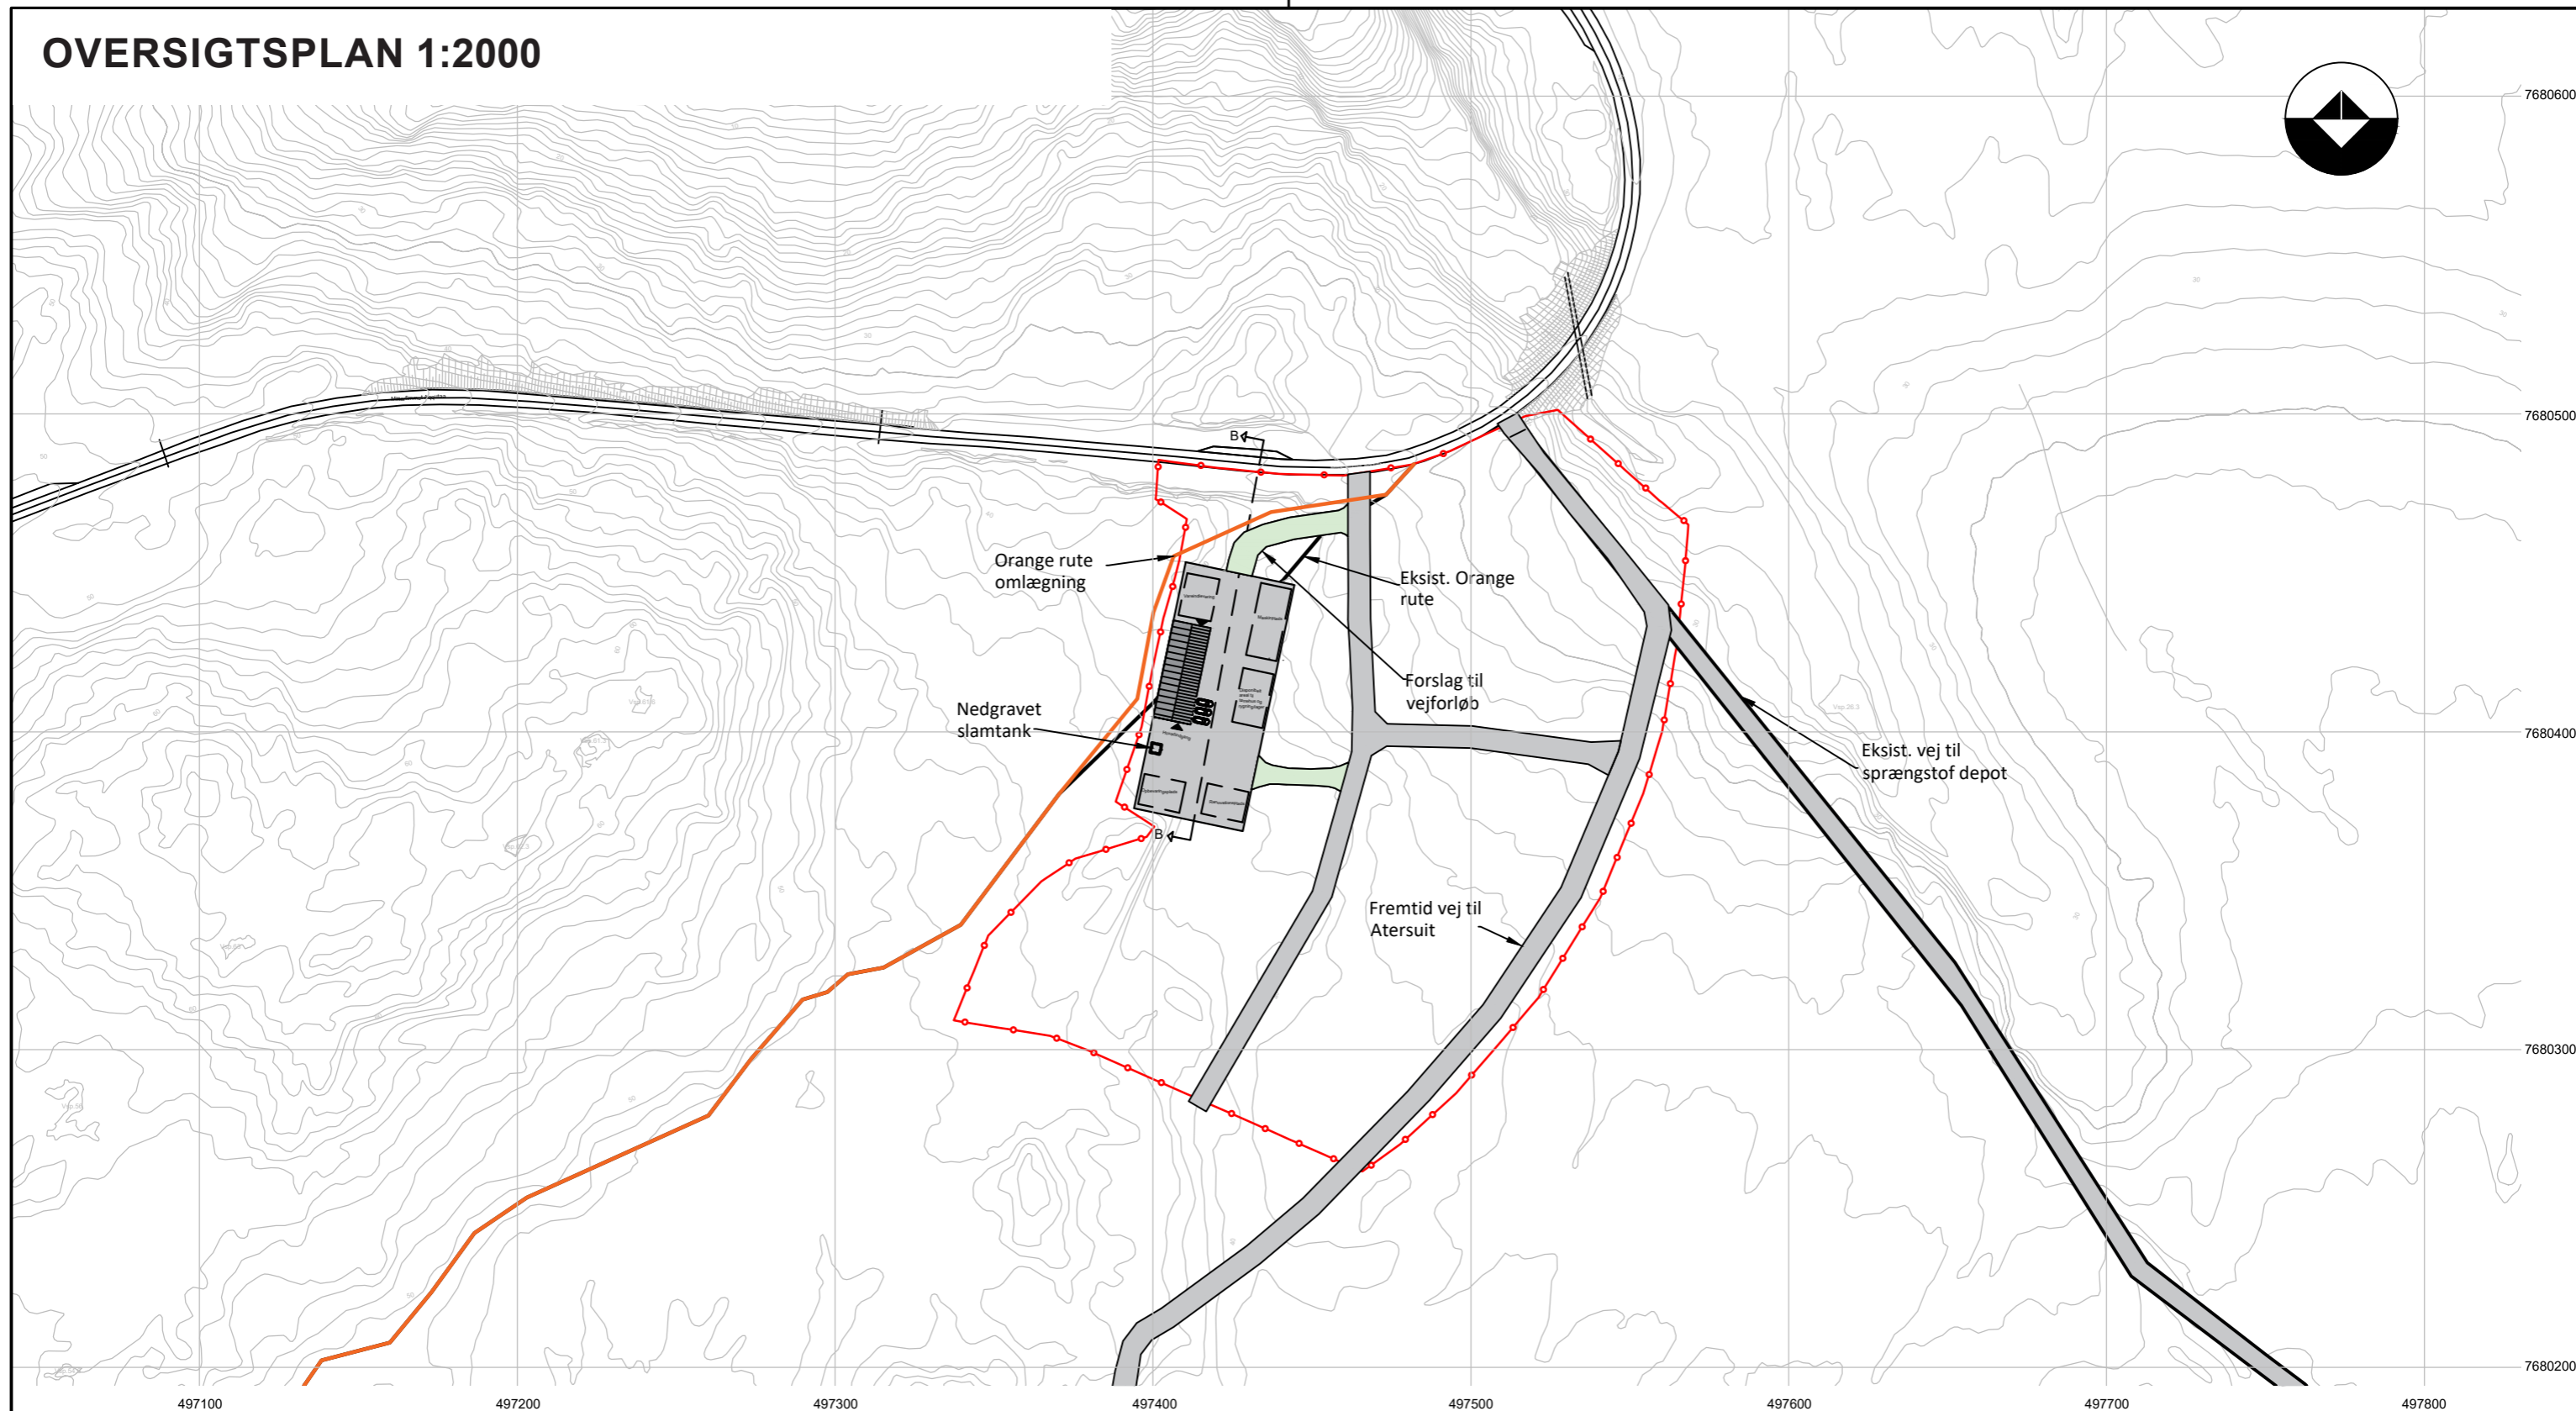 OVERSIGTSPLAN 1:2000
7680600
7680500
B
Orange rute
omlægning
Eksist. Orange
rute
Forslag til
vejforløb
Nedgravet
slamtank
7680400
Eksist. vej til
sprængstof depot
B
Fremtid vej til
Atersuit
7680300
7680200
497100
497200
497300
497400
497500
497600
497700
497800